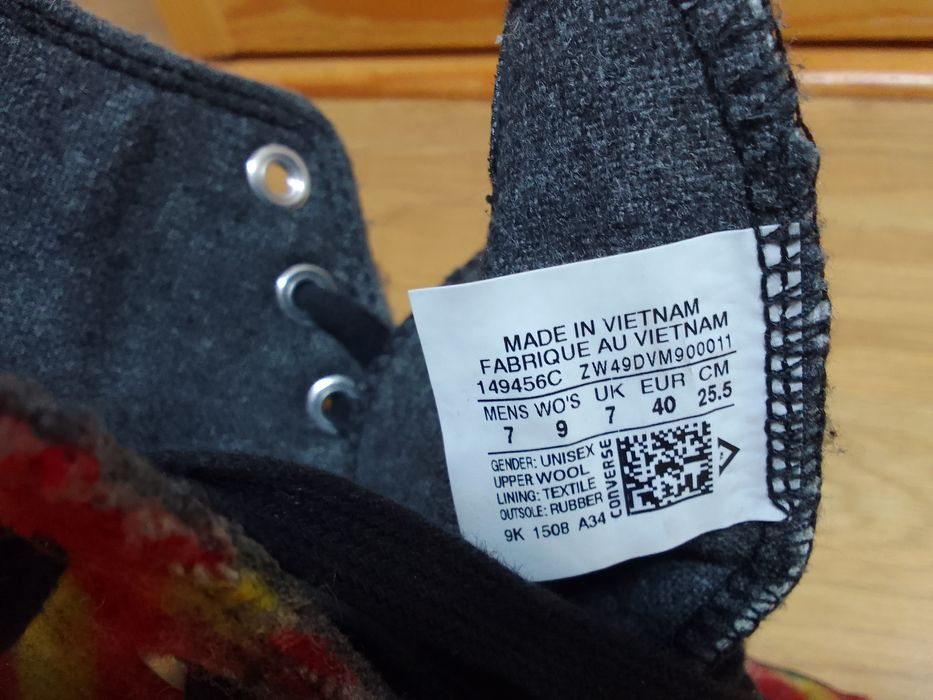 MADE IN VIETNAM
FABRIQUE AU VIETNAM
149456C ZW49DVM900011
MENS WO'S UK EUR CM
7 9 7 40 25.5
GENDER: UNISEX
UPPER WOOL
LINING: TEXTILE
OUTSOLE: RUBBER
CONVERSE
9K 1508 A34